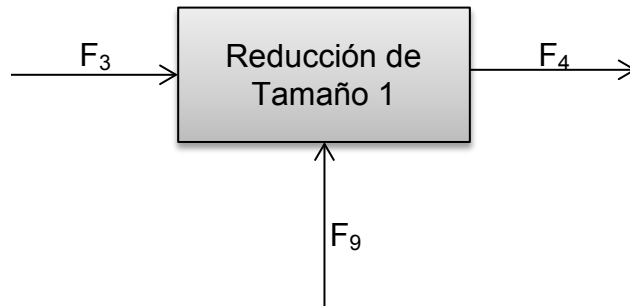 F₃
Reducción de
Tamaño 1
F₄
F₉